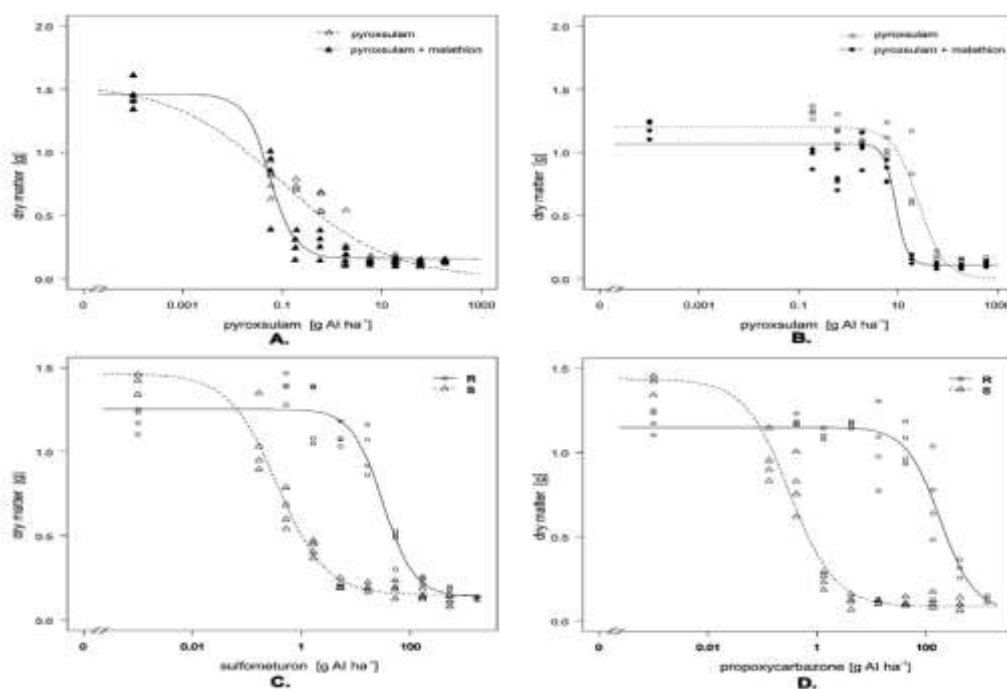 2.0
1.5
1.0
0.5
0.0
dry matter [g]
pyroxsulam
pyroxsulam + malathion
0
0.001
0.1
10
1000
pyroxsulam [g AI ha⁻¹]
A.
2.0
1.5
1.0
0.5
0.0
dry matter [g]
pyroxsulam
pyroxsulam + malathion
0
0.001
0.1
10
1000
pyroxsulam [g AI ha⁻¹]
B.
1.5
1.0
0.5
0.0
dry matter [g]
R
S
0
0.01
1
100
sulfometuron [g AI ha⁻¹]
C.
1.5
1.0
0.5
0.0
dry matter [g]
R
S
0
0.01
1
100
propoxycarbazone [g AI ha⁻¹]
D.